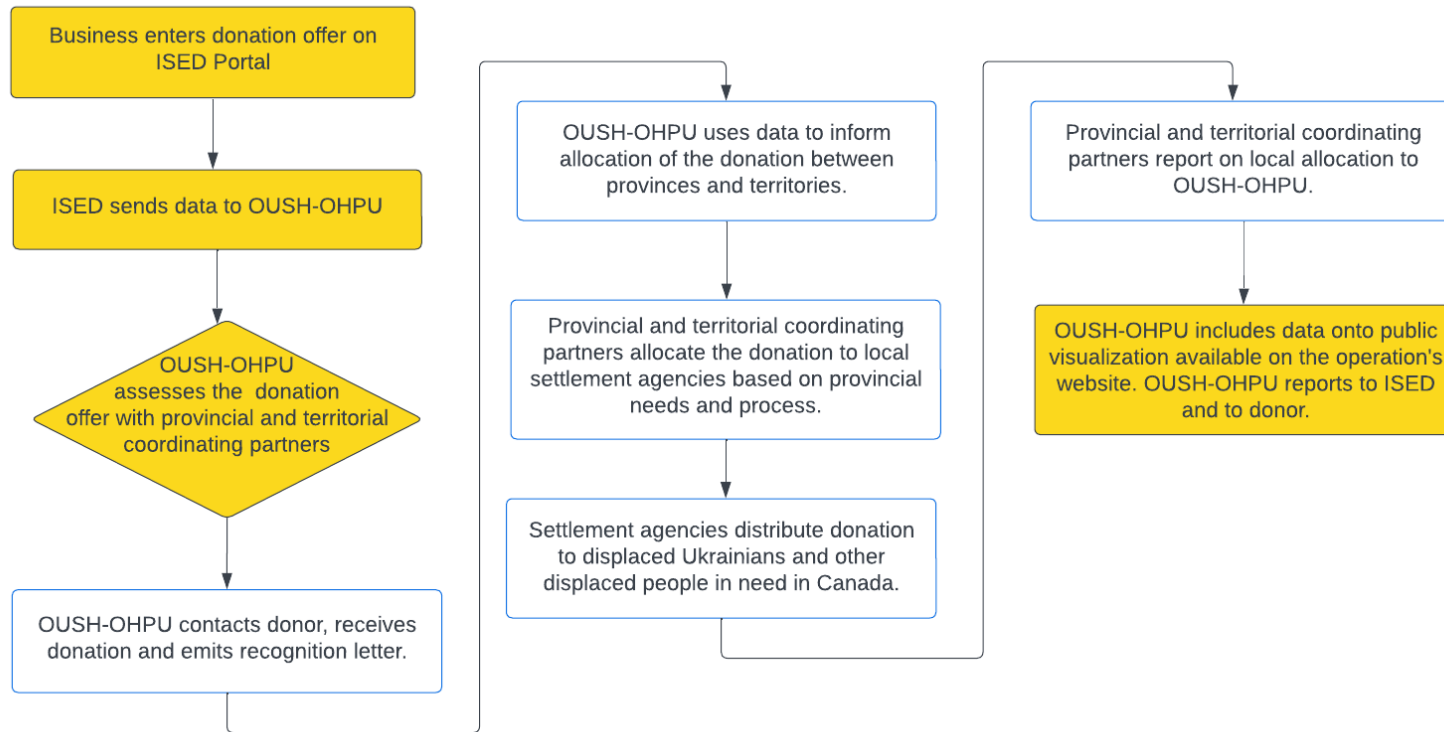 Business enters donation offer on
ISED Portal
ISED sends data to OUSH-OHPU
OUSH-OHPU
assesses the donation
offer with provincial and territorial
coordinating partners
OUSH-OHPU contacts donor, receives
donation and emits recognition letter.
OUSH-OHPU uses data to inform
allocation of the donation between
provinces and territories.
Provincial and territorial coordinating
partners allocate the donation to local
settlement agencies based on provincial
needs and process.
Settlement agencies distribute donation
to displaced Ukrainians and other
displaced people in need in Canada.
Provincial and territorial coordinating
partners report on local allocation to
OUSH-OHPU.
OUSH-OHPU includes data onto public
visualization available on the operation's
website. OUSH-OHPU reports to ISED
and to donor.